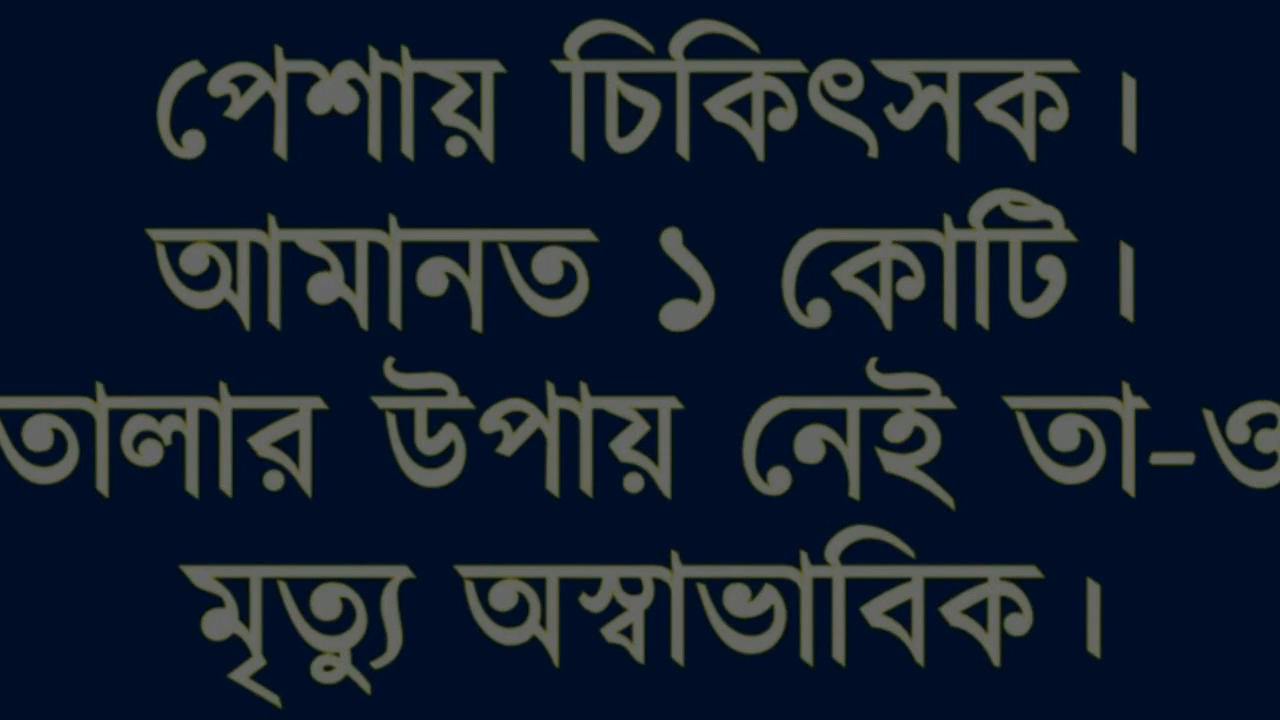 পেশায় চিকিৎসক।
আমানত ১ কোটি।
তালার উপায় নেই তা-ও
মৃত্যু অস্বাভাবিক।